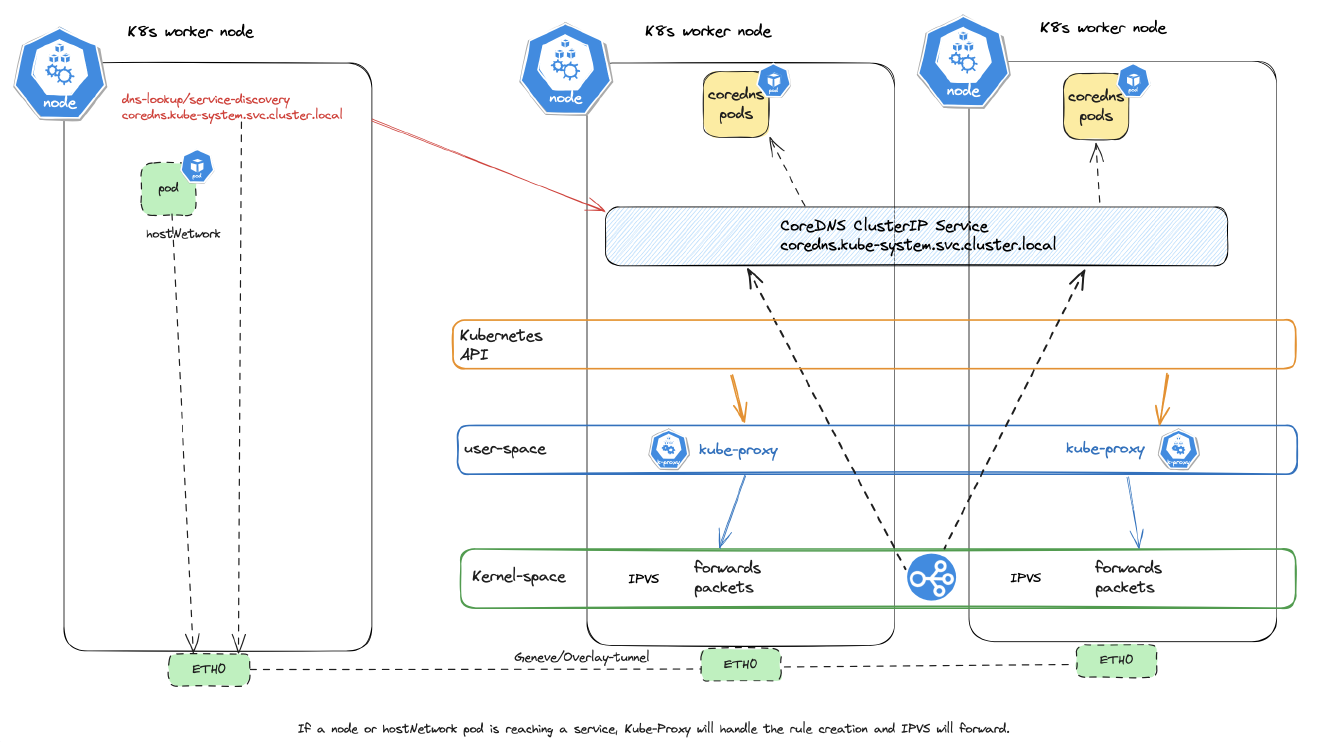 K8s worker node
K8s worker node
K8s worker node
node
node
node
dns-lookup/service-discovery
coredns.kube-system.svc.cluster.local
pod
pod
hostNetwork
coredns
pods
pod
coredns
pods
pod
CoreDNS ClusterIP Service
coredns.kube-system.svc.cluster.local
Kubernetes
API
user-space
kube-proxy
kube-proxy
Kernel-space
IPVS
forwards
packets
IPVS
forwards
packets
ETH0
Geneve/Overlay-tunnel
ETH0
ETH0
If a node or hostNetwork pod is reaching a service, Kube-Proxy will handle the rule creation and IPVS will forward.